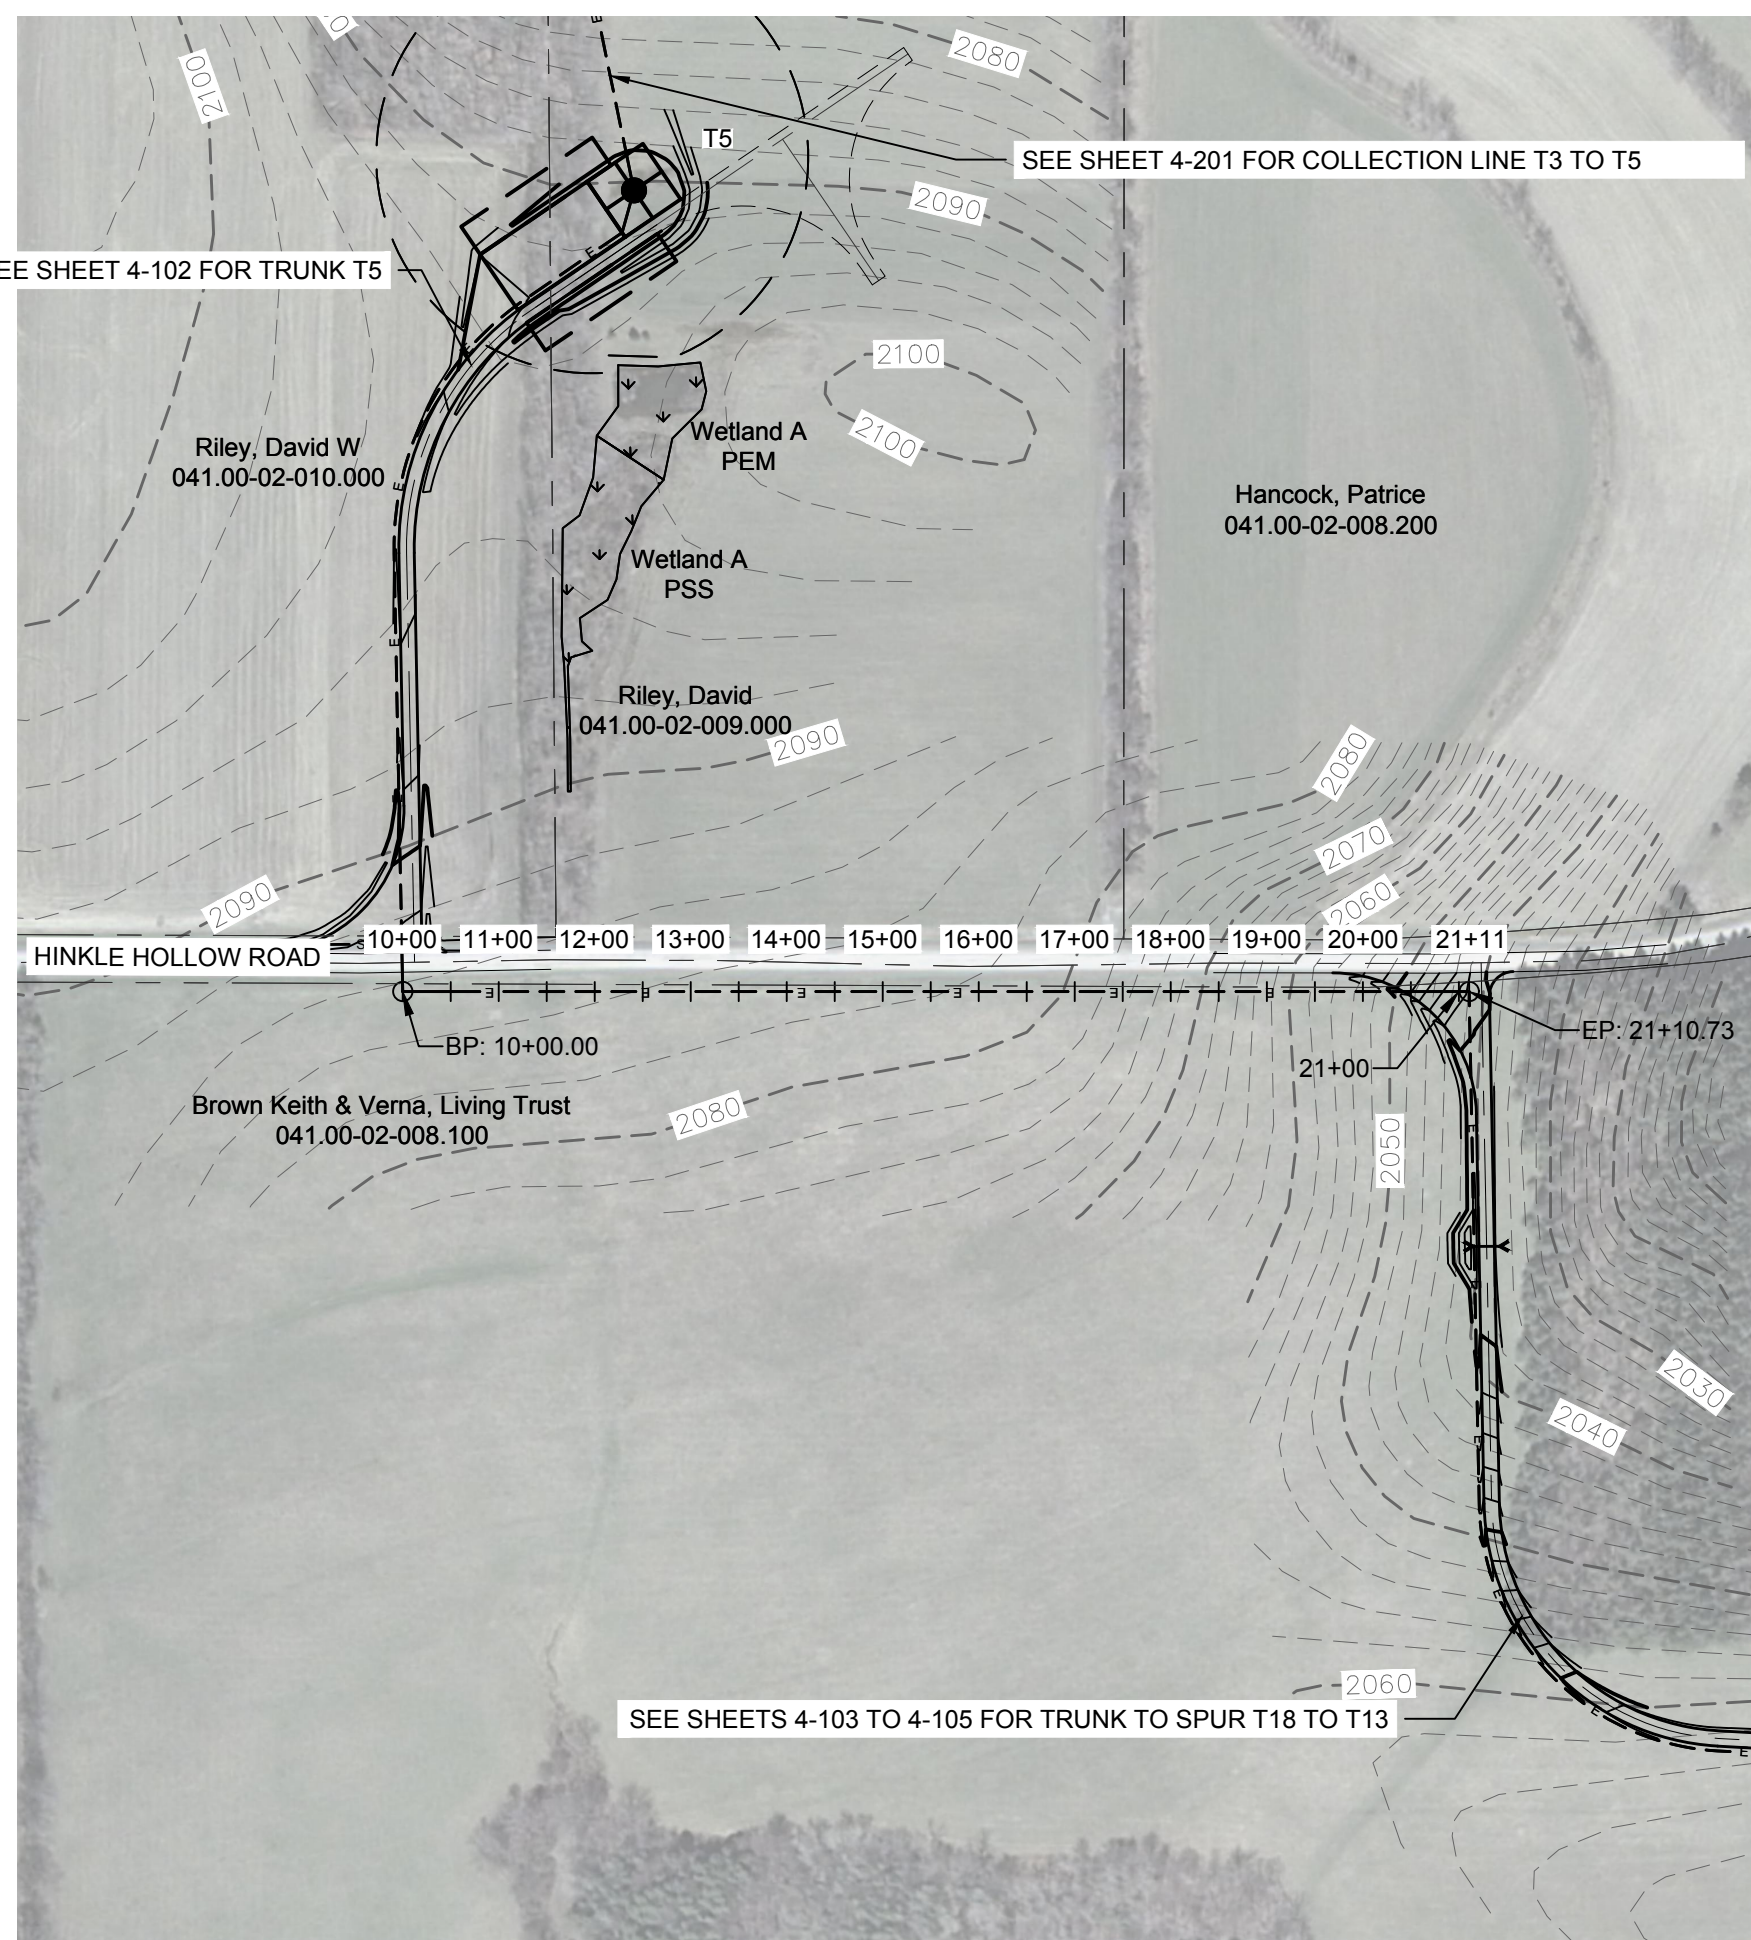 2100
2080
T5
SEE SHEET 4-201 FOR COLLECTION LINE T3 TO T5
2090
EE SHEET 4-102 FOR TRUNK T5
2100
2100
Riley, David W
041.00-02-010.000
Wetland A
PEM
Hancock, Patrice
041.00-02-008.200
Wetland A
PSS
Riley, David
041.00-02-009.000
2090
2080
2070
2060
2090
HINKLE HOLLOW ROAD
10+00 11+00 12+00 13+00 14+00 15+00 16+00 17+00 18+00 19+00 20+00 21+11
E E E E E E
BP: 10+00.00
EP: 21+10.73
21+00
Brown Keith & Verna, Living Trust
041.00-02-008.100
2080
2050
2030
2040
2060
SEE SHEETS 4-103 TO 4-105 FOR TRUNK TO SPUR T18 TO T13